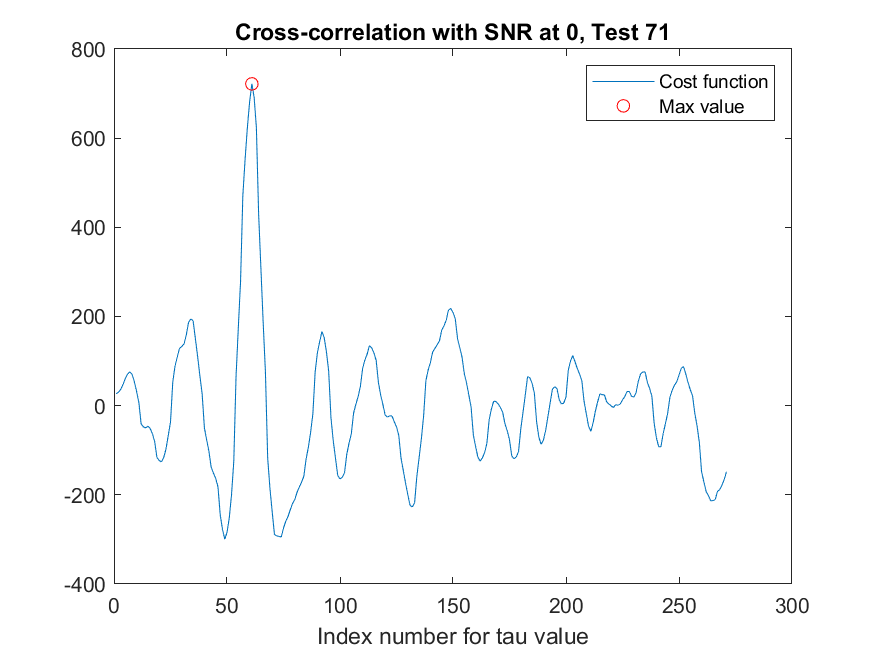 Cross-correlation with SNR at 0, Test 71
800
600
400
200
0
-200
-400
0 50 100 150 200 250 300
Index number for tau value
Cost function
Max value